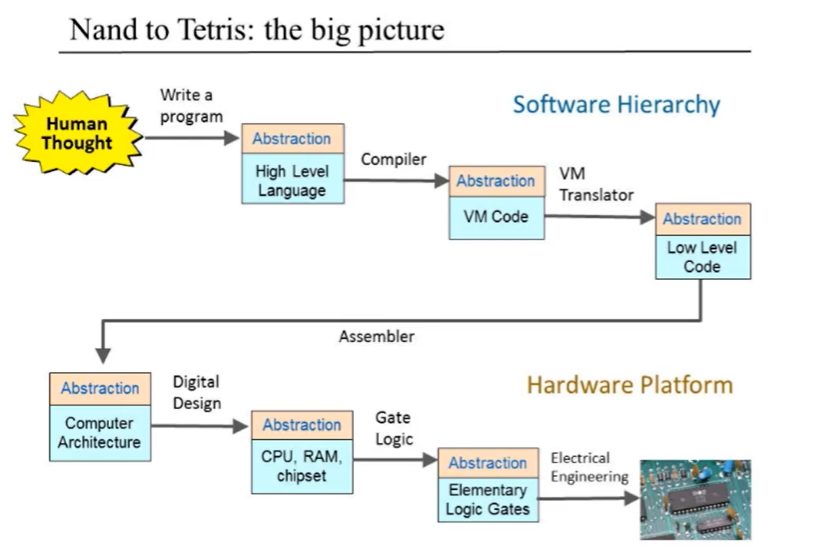 Nand to Tetris: the big picture
Software Hierarchy
Human
Thought
Write a
program
Abstraction
High Level
Language
Compiler
Abstraction
VM Code
VM
Translator
Abstraction
Low Level
Code
Assembler
Hardware Platform
Abstraction
Computer
Architecture
Digital
Design
Abstraction
CPU, RAM,
chipset
Gate
Logic
Abstraction
Elementary
Logic Gates
Electrical
Engineering